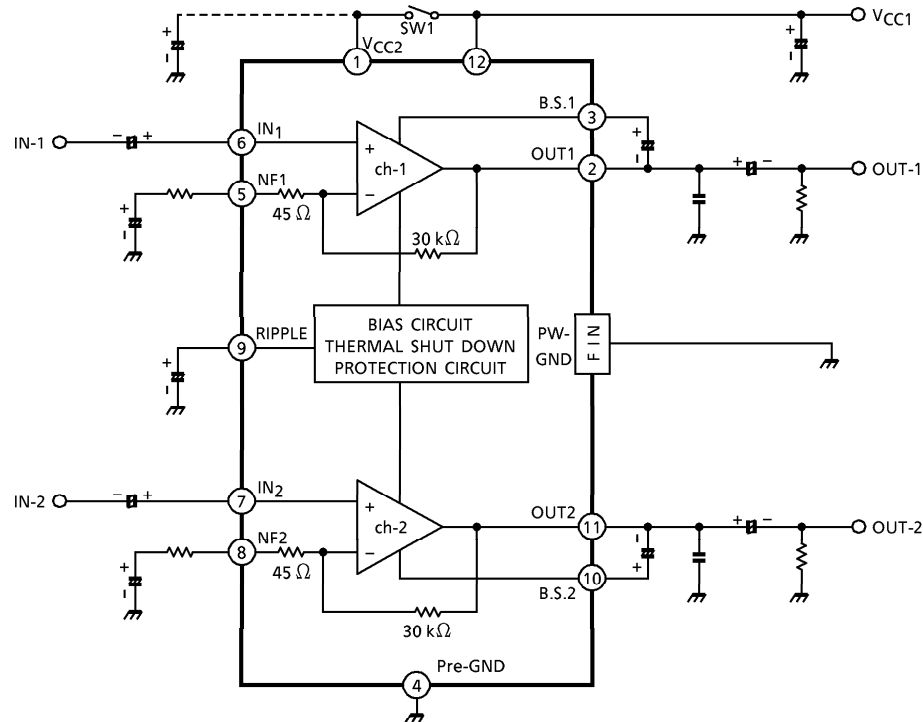 VCC1
SW1
VCC2
1
12
B.S.1
3
IN-1
- +
6
IN1
+
ch-1
-
OUT1
2
+
-
+ -
OUT-1
5
NF1
45 Ω
30 kΩ
+
-
9
RIPPLE
BIAS CIRCUIT
THERMAL SHUT DOWN
PROTECTION CIRCUIT
PW-
GND
FIN
+
-
IN-2
- +
7
IN2
+
ch-2
-
OUT2
11
-
+
+ -
OUT-2
8
NF2
45 Ω
10
B.S.2
30 kΩ
+
-
Pre-GND
4
+
-
+
-